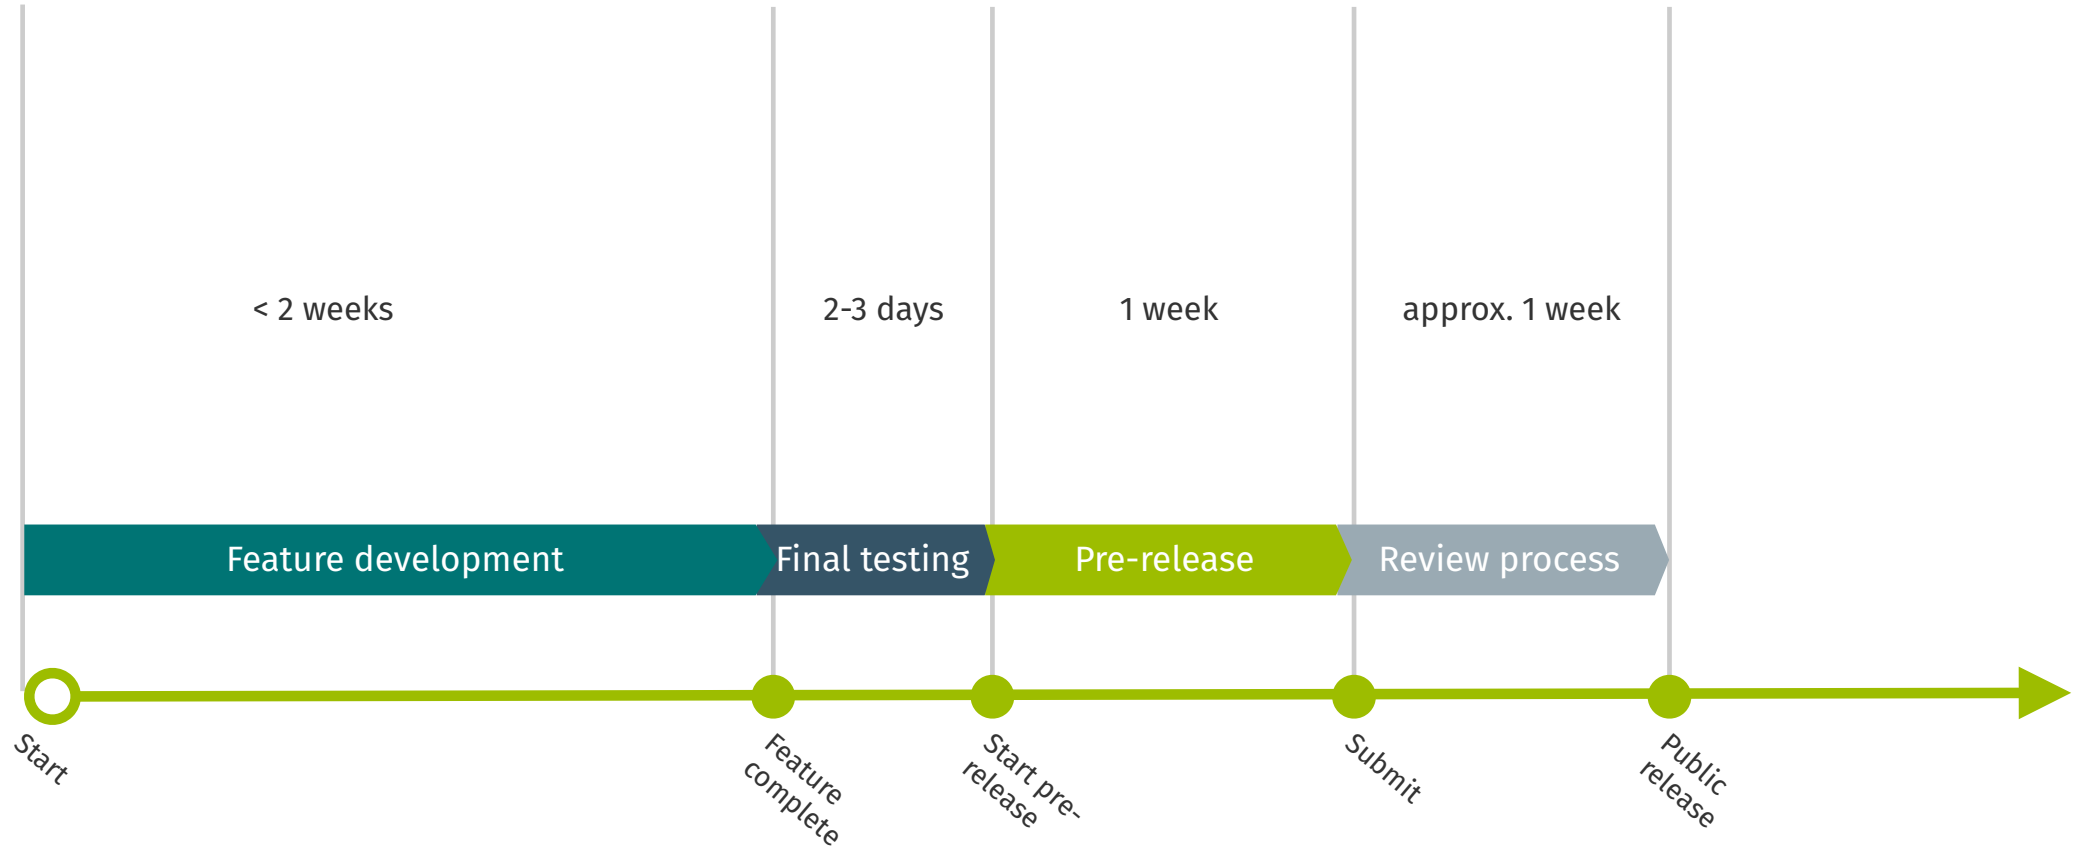 < 2 weeks
2-3 days
1 week
approx. 1 week
Feature development
Final testing
Pre-release
Review process
Start
Feature
complete
Start pre-
release
Submit
Public
release